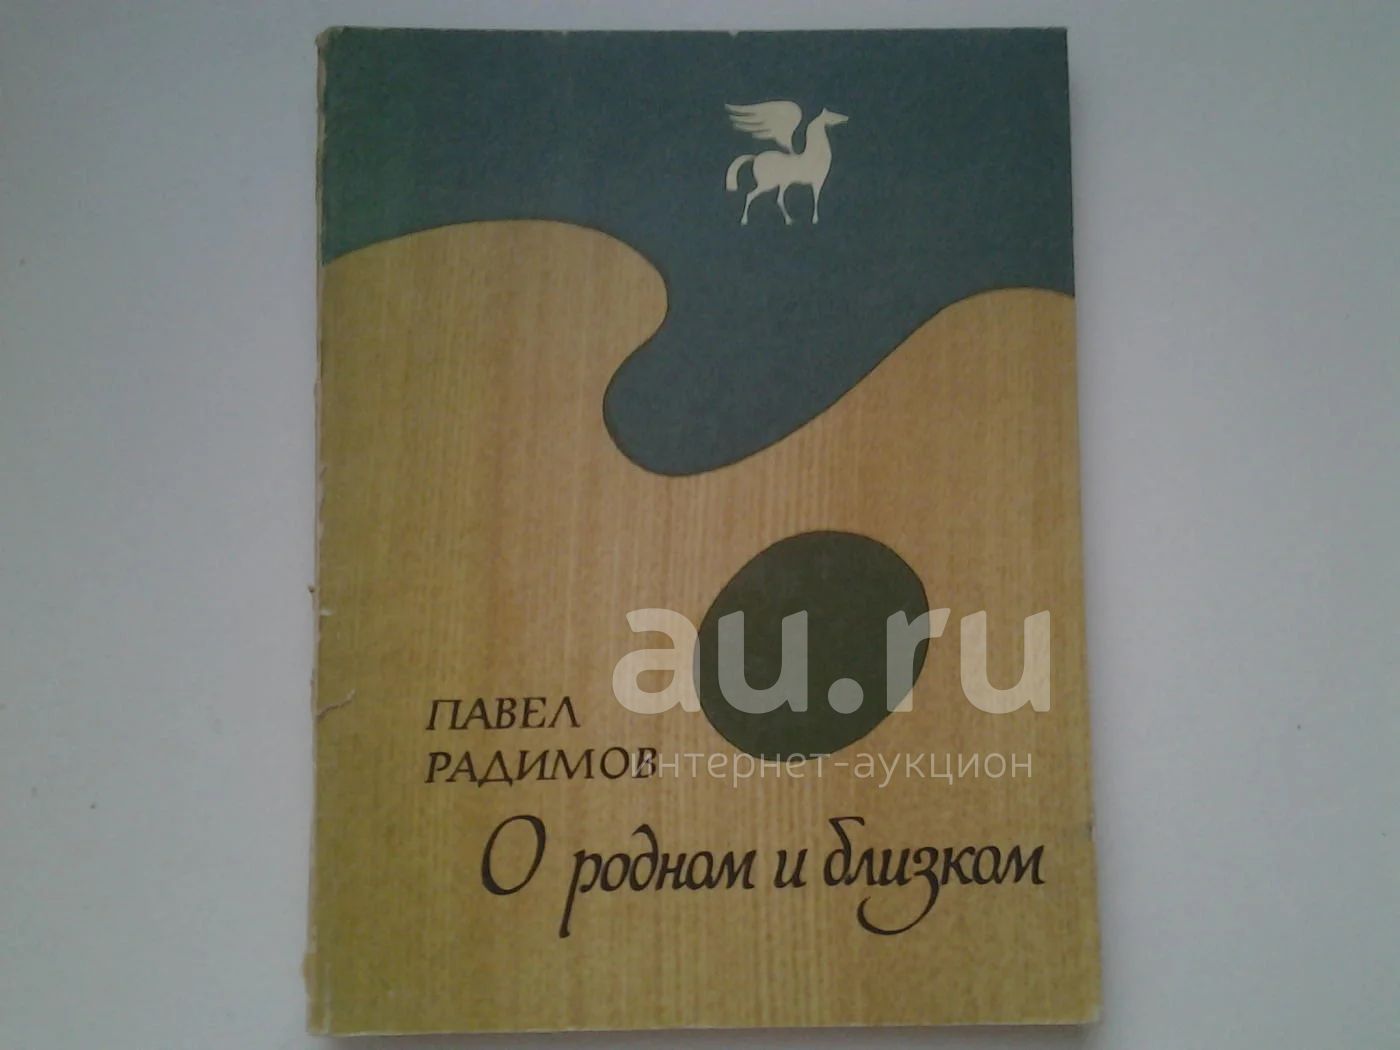 au.ru
ПАВЕЛ
РАДИМОВ
интернет-аукцион
О родном и близком